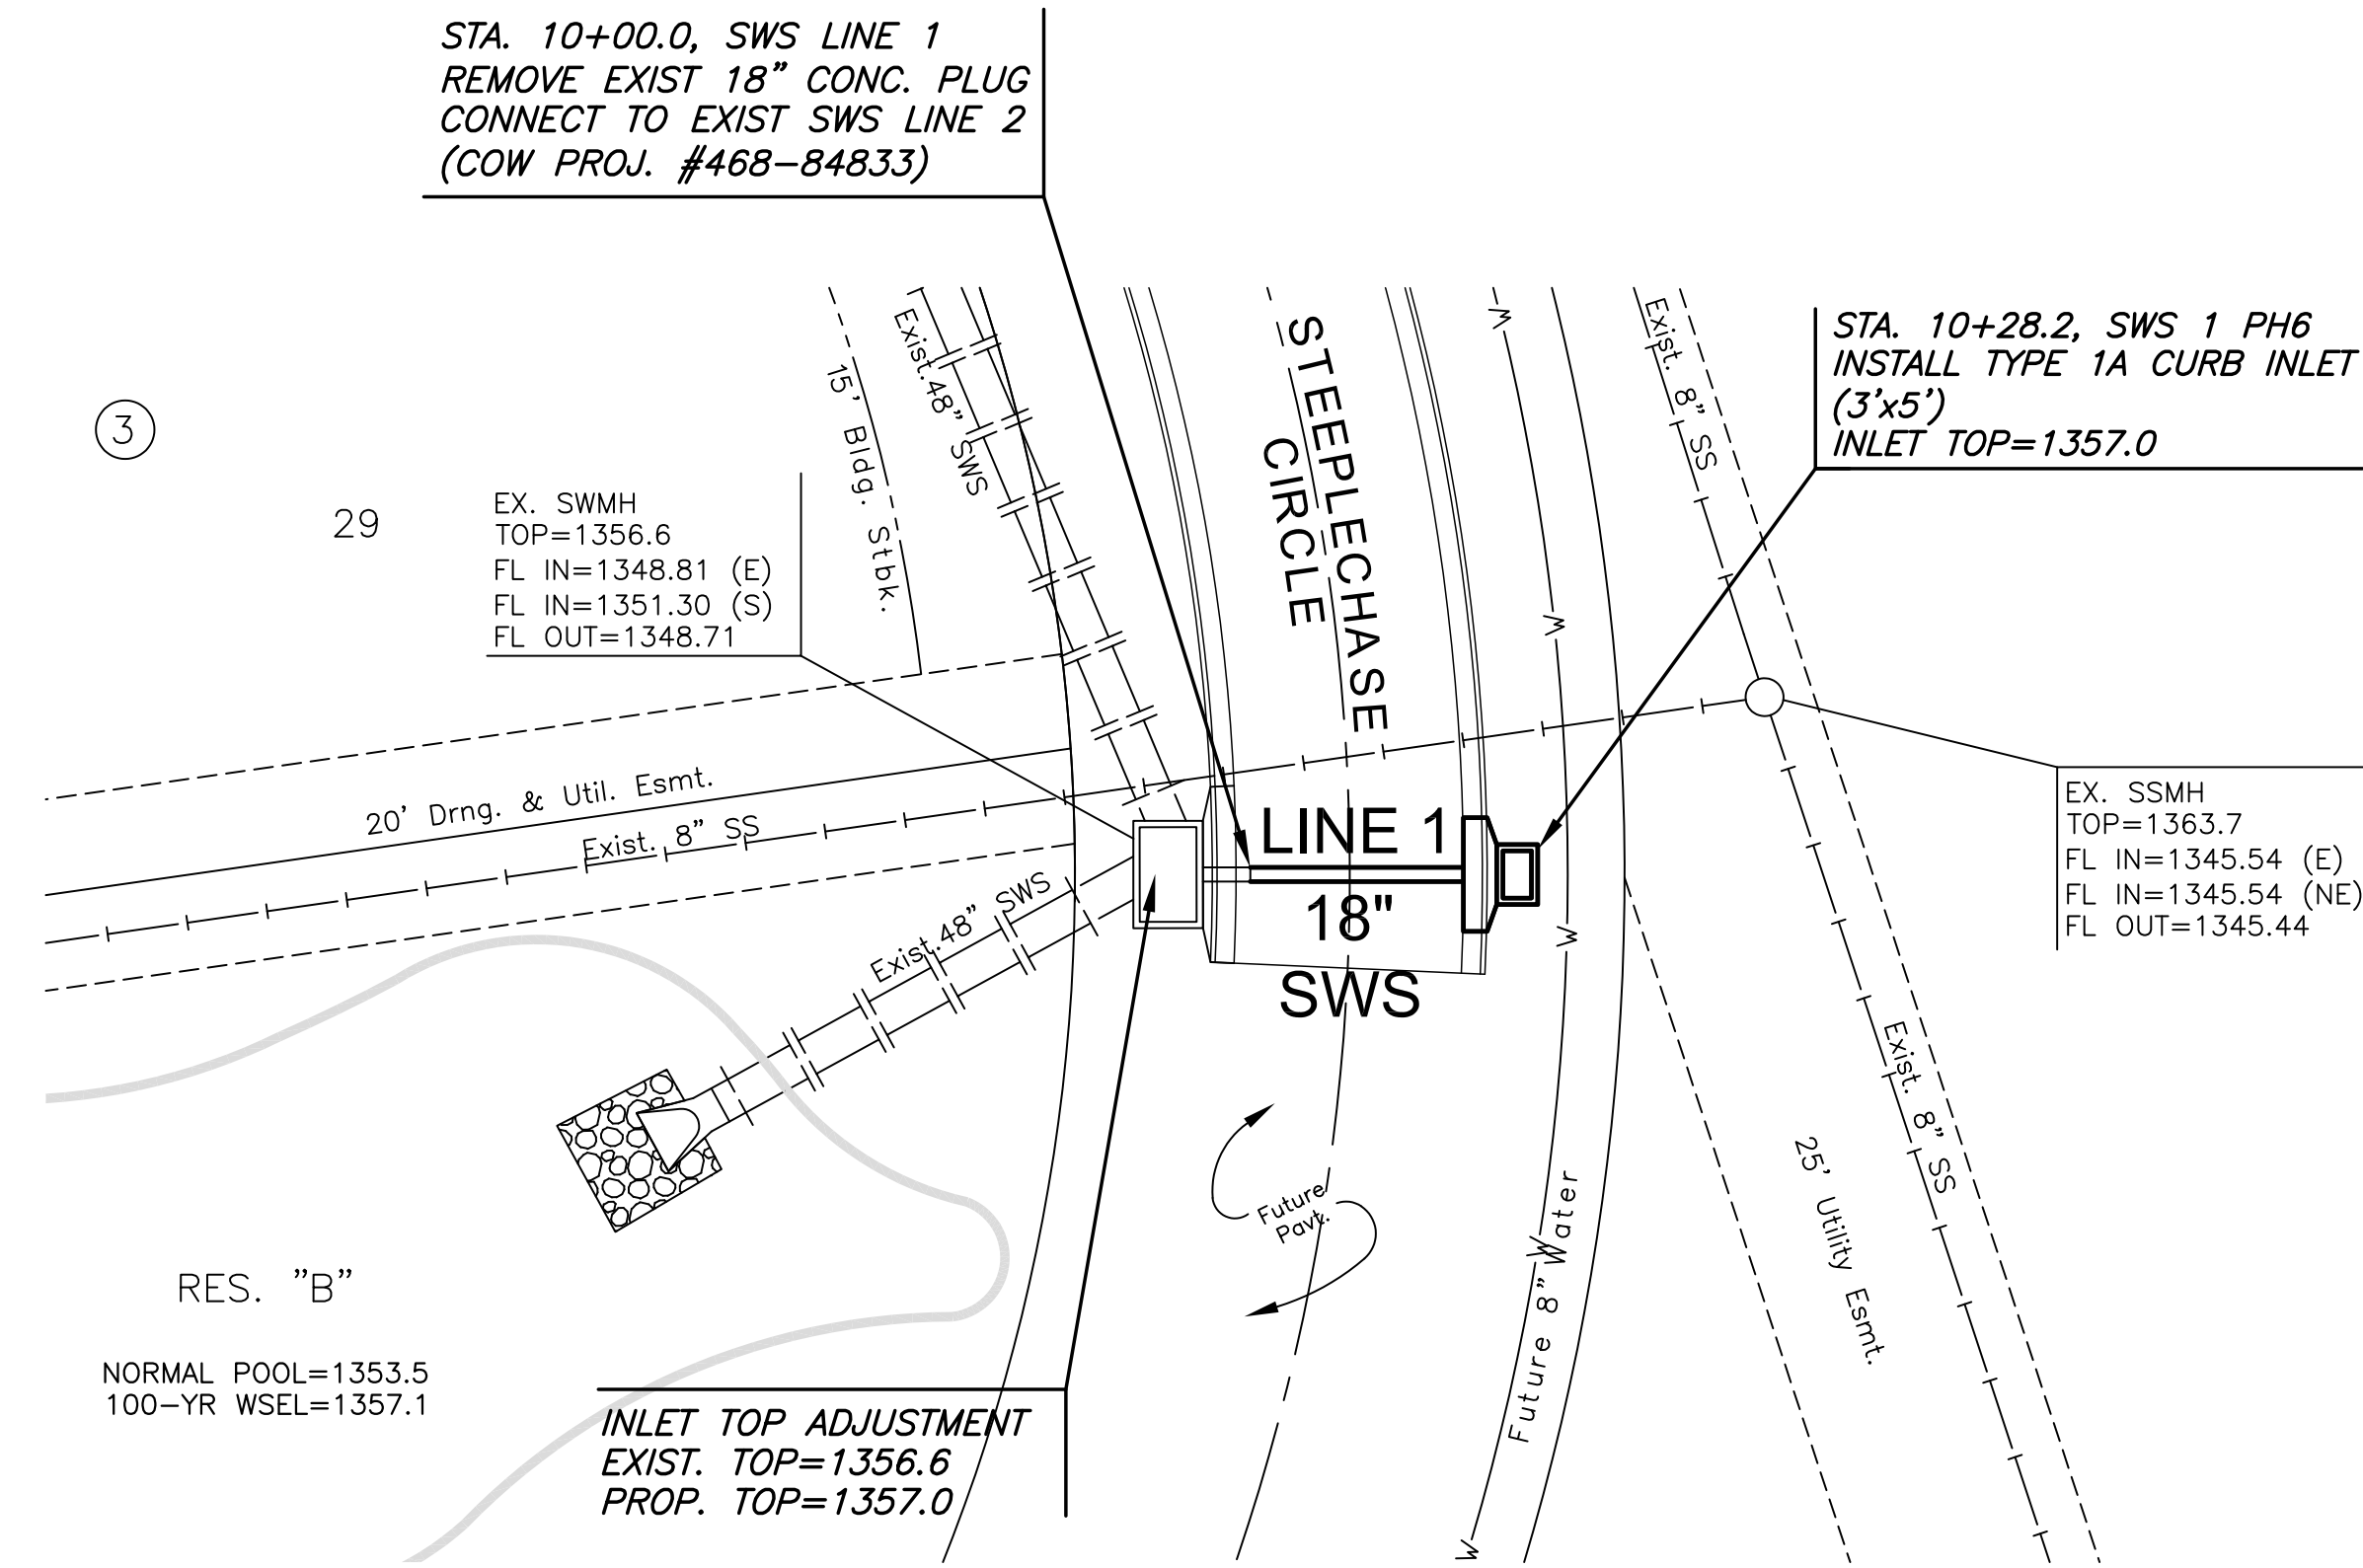 STA. 10+00.0, SWS LINE 1
REMOVE EXIST 18" CONC. PLUG
CONNECT TO EXIST SWS LINE 2
(COW PROJ. #468-84833)
STA. 10+28.2, SWS 1 PH6
INSTALL TYPE 1A CURB INLET
(3'x5')
INLET TOP=1357.0
3
29
EX. SWMH
TOP=1356.6
FL IN=1348.81 (E)
FL IN=1351.30 (S)
FL OUT=1348.71
15' Bldg. Stbk.
Exist.48" SWS
STEEPLECHASE
CIRCLE
W
Exist. 8" SS
W
20' Drng. & Util. Esmt.
Exist. 8" SS
LINE 1
18"
SWS
EX. SSMH
TOP=1363.7
FL IN=1345.54 (E)
FL IN=1345.54 (NE)
FL OUT=1345.44
Exist.48" SWS
W
Exist. 8" SS
25' Utility Esmt.
Future
Pavt.
W
Future 8" Water
W
RES. "B"
NORMAL POOL=1353.5
100-YR WSEL=1357.1
INLET TOP ADJUSTMENT
EXIST. TOP=1356.6
PROP. TOP=1357.0